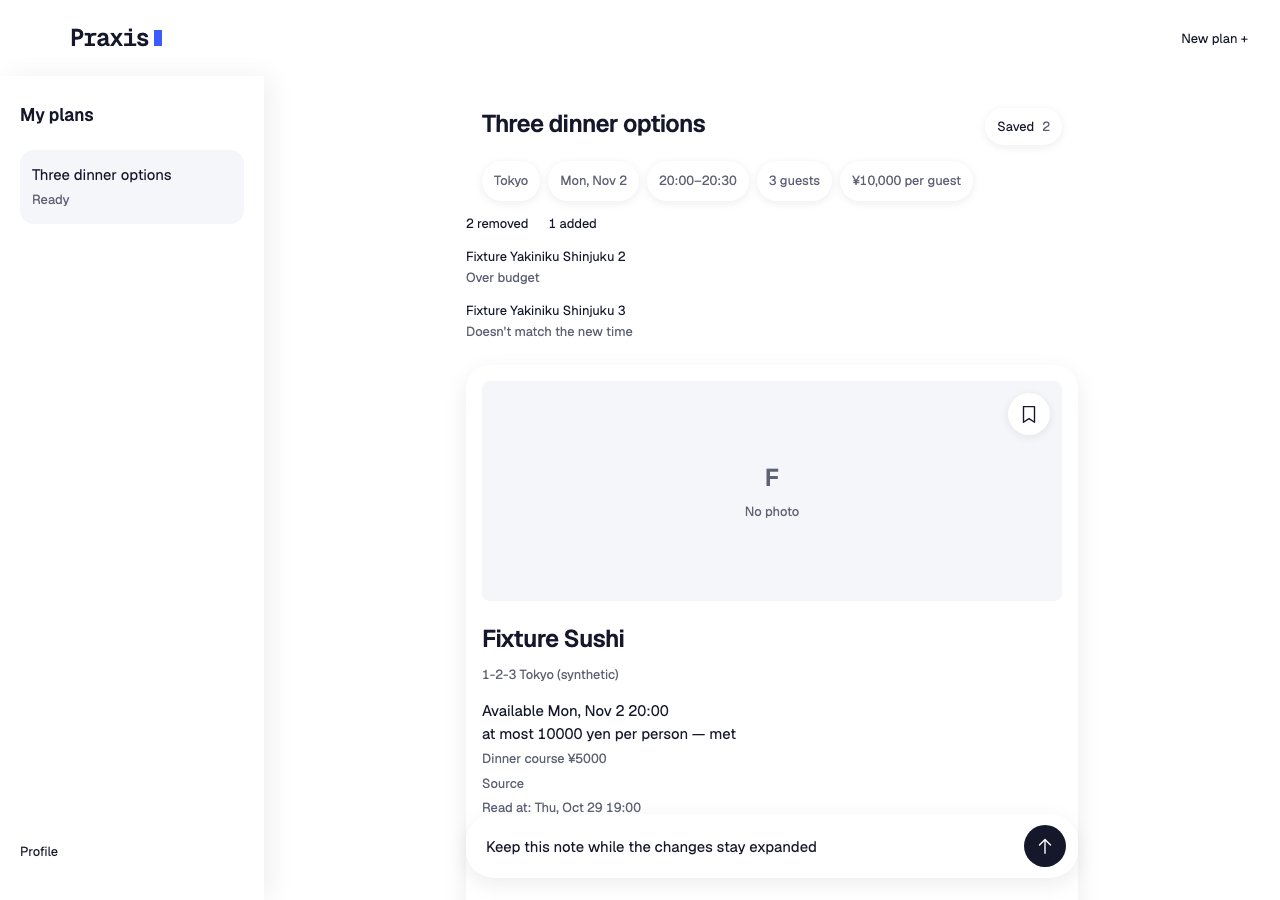 Praxis
New plan +
My plans
Three dinner options
Ready
Profile
Three dinner options
Saved 2
Tokyo
Mon, Nov 2
20:00–20:30
3 guests
¥10,000 per guest
2 removed
1 added
Fixture Yakiniku Shinjuku 2
Over budget
Fixture Yakiniku Shinjuku 3
Doesn't match the new time
F
No photo
Fixture Sushi
1-2-3 Tokyo (synthetic)
Available Mon, Nov 2 20:00
at most 10000 yen per person — met
Dinner course ¥5000
Source
Read at: Thu, Oct 29 19:00
Keep this note while the changes stay expanded